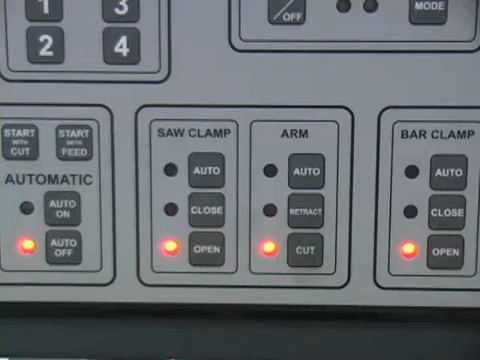 1
3
2
4
/OFF
MODE
START WITH CUT
START WITH FEED
AUTOMATIC
AUTO ON
AUTO OFF
SAW CLAMP
AUTO
CLOSE
OPEN
ARM
AUTO
RETRACT
CUT
BAR CLAMP
AUTO
CLOSE
OPEN